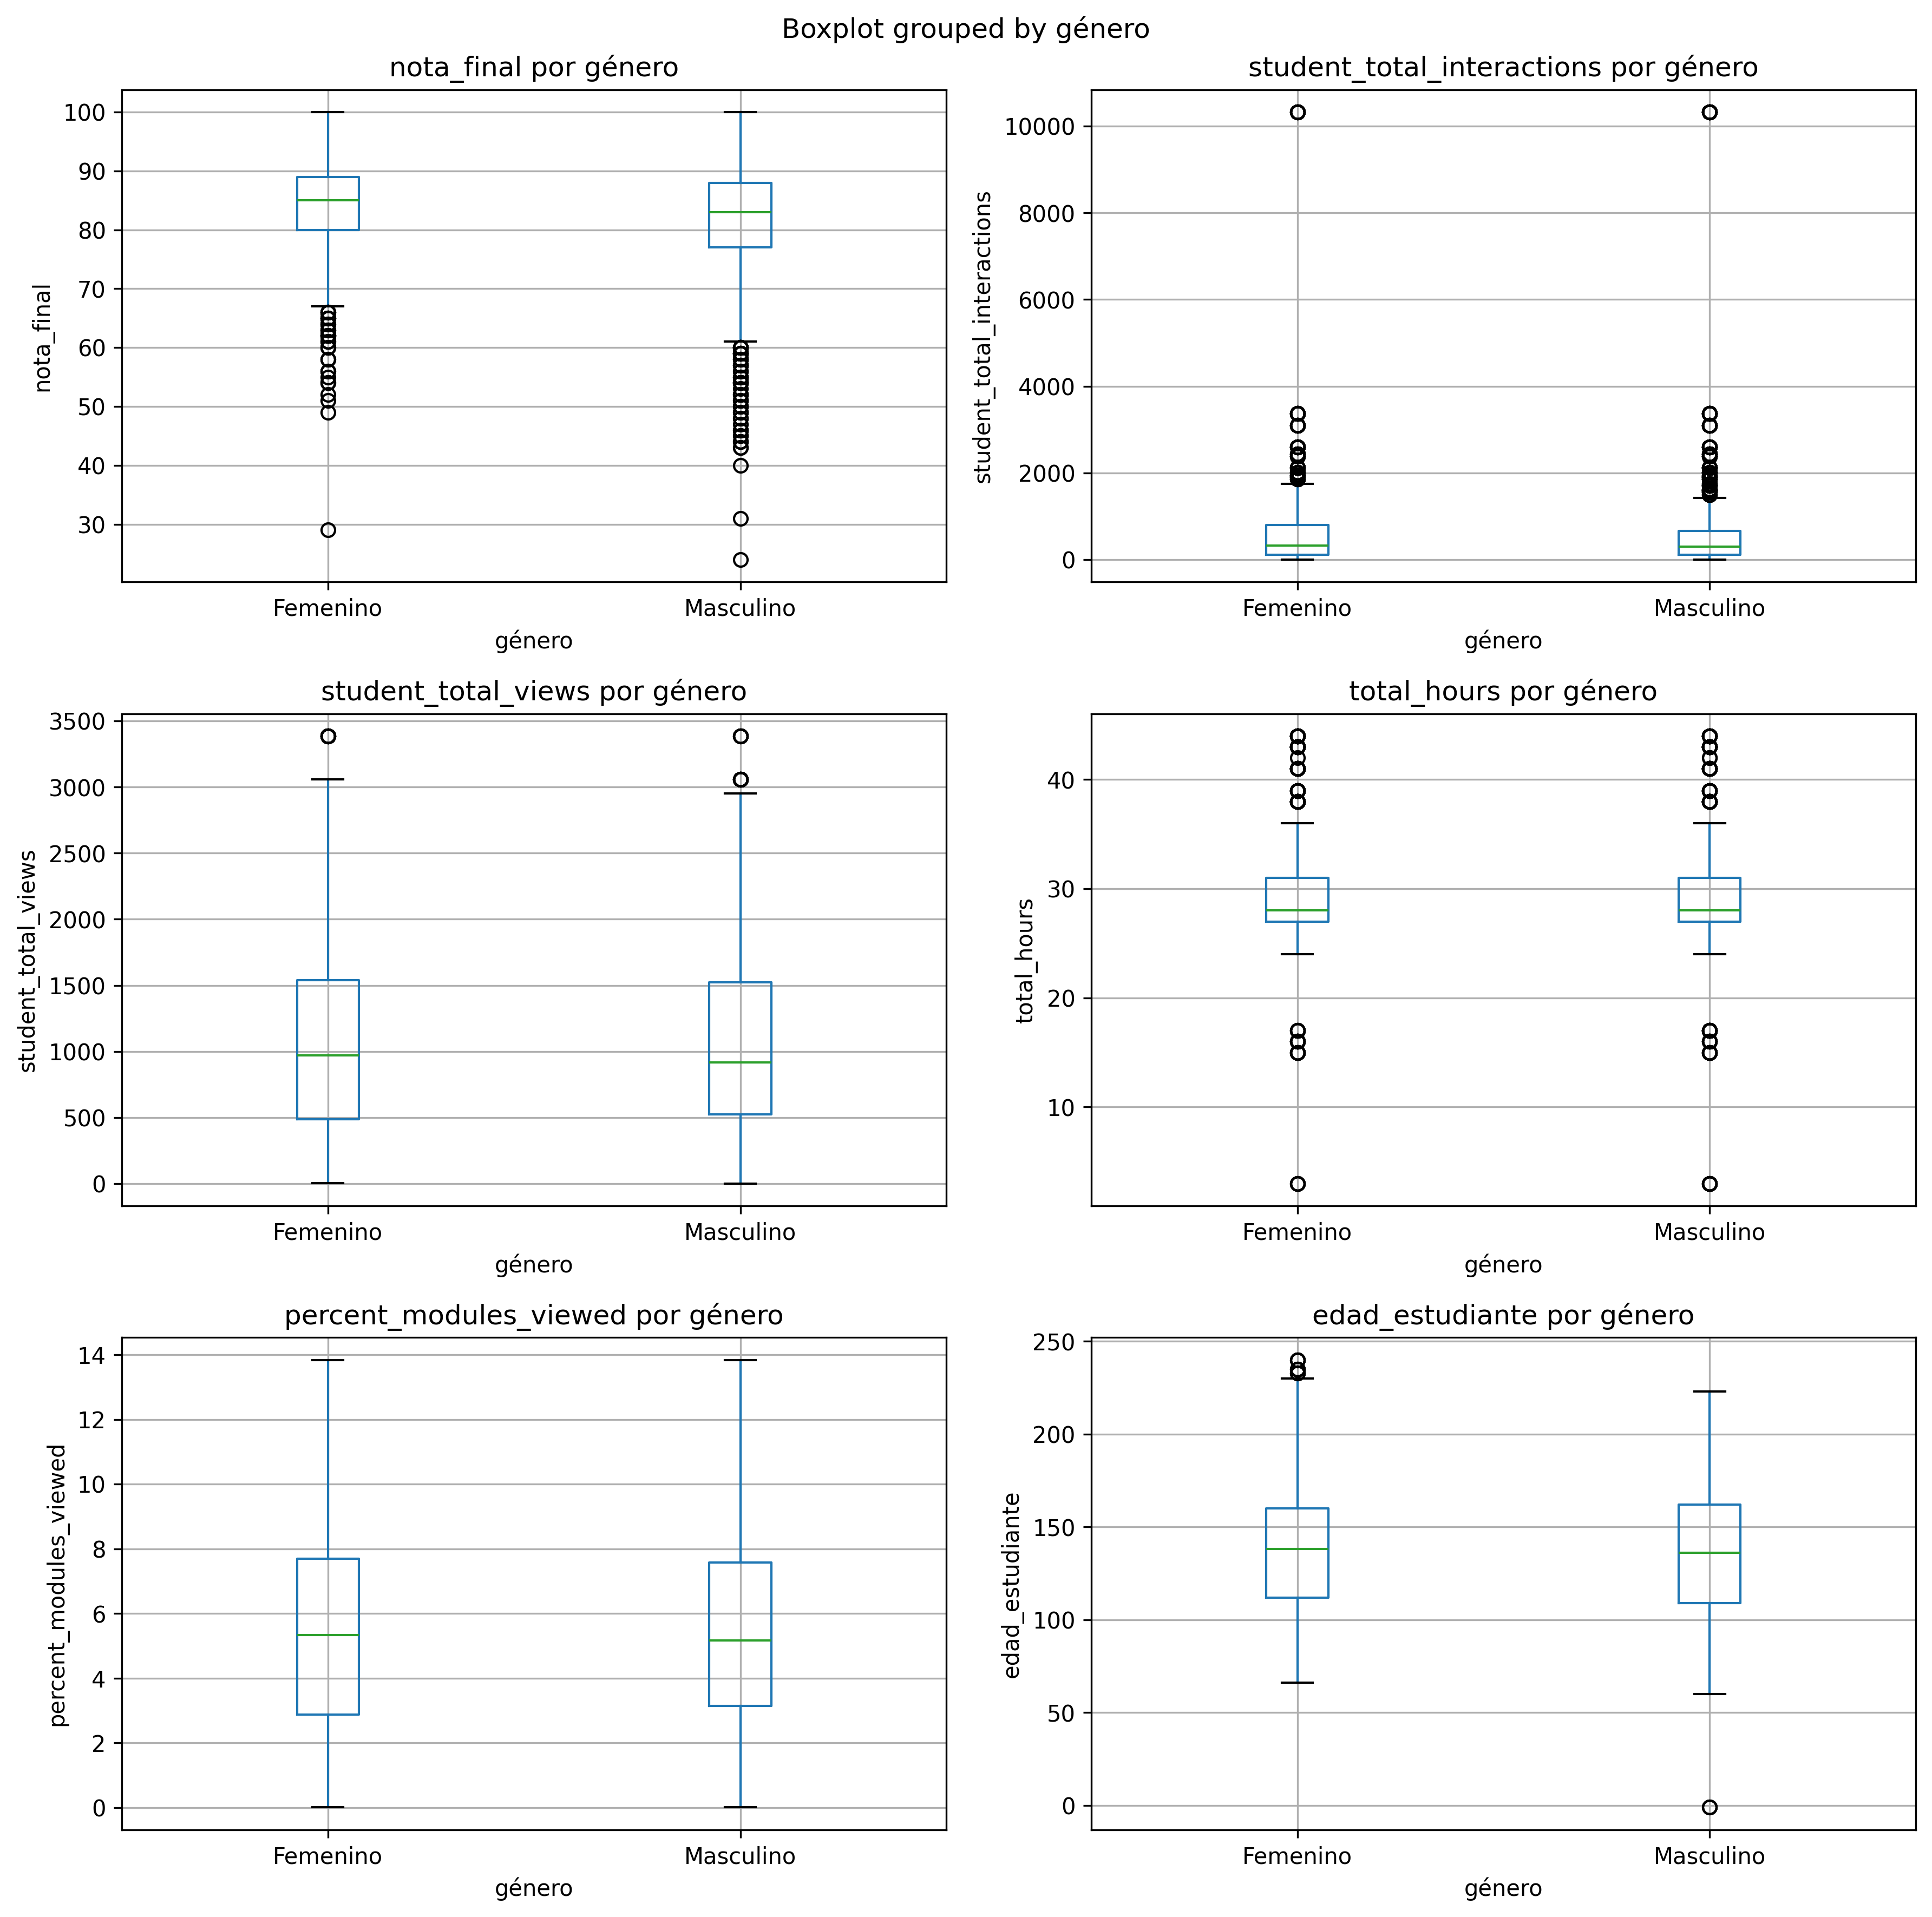 Boxplot grouped by género
nota_final por género
100
90
80
70
60
50
40
30
nota_final
Femenino
Masculino
género
student_total_interactions por género
10000
8000
6000
4000
2000
0
student_total_interactions
Femenino
Masculino
género
student_total_views por género
3500
3000
2500
2000
1500
1000
500
0
student_total_views
Femenino
Masculino
género
total_hours por género
40
30
20
10
total_hours
Femenino
Masculino
género
percent_modules_viewed por género
14
12
10
8
6
4
2
0
percent_modules_viewed
Femenino
Masculino
género
edad_estudiante por género
250
200
150
100
50
0
edad_estudiante
Femenino
Masculino
género